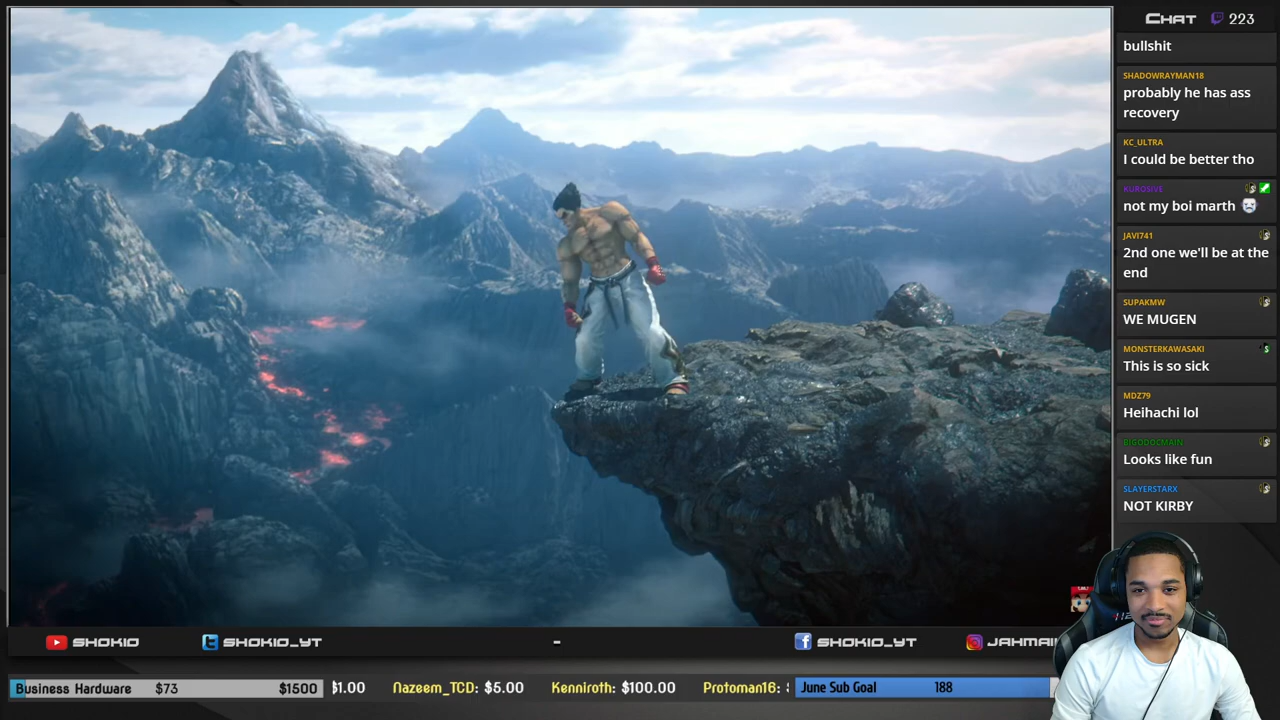 CHAT 223
bullshit
SHADOWRAYMAN18
probably he has ass
recovery
KC_ULTRA
I could be better tho
KUROSIVE
not my boi marth
JAVI741
2nd one we'll be at the
end
SUPAKMW
WE MUGEN
MONSTERKAWASAKI
This is so sick
MDZ79
Heihachi lol
BIGODOCMAIN
Looks like fun
SLAYERSTARX
NOT KIRBY
SHOKIO
SHOKIO_YT
-
SHOKIO_YT
JAHMAI
Business Hardware $73 $1500
$1.00 Nazeem_TCD: $5.00 Kenniroth: $100.00 Protoman16:
June Sub Goal 188